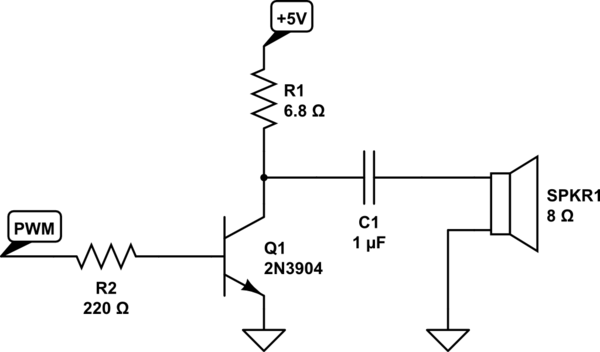 +5V
R1
6.8 Ω
PWM
R2
220 Ω
Q1
2N3904
C1
1 µF
SPKR1
8 Ω